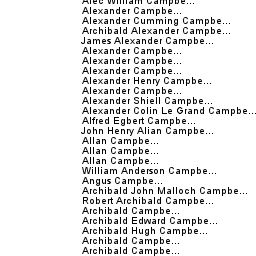 Alec William Campbe...
Alexander Campbe...
Alexander Cumming Campbe...
Archibald Alexander Campbe...
James Alexander Campbe...
Alexander Campbe...
Alexander Campbe...
Alexander Campbe...
Alexander Henry Campbe...
Alexander Campbe...
Alexander Shiell Campbe...
Alexander Colin Le Grand Campbe...
Alfred Egbert Campbe...
John Henry Alian Campbe...
Allan Campbe...
Allan Campbe...
Allan Campbe...
William Anderson Campbe...
Angus Campbe...
Archibald John Malloch Campbe...
Robert Archibald Campbe...
Archibald Campbe...
Archibald Edward Campbe...
Archibald Hugh Campbe...
Archibald Campbe...
Archibald Campbe...